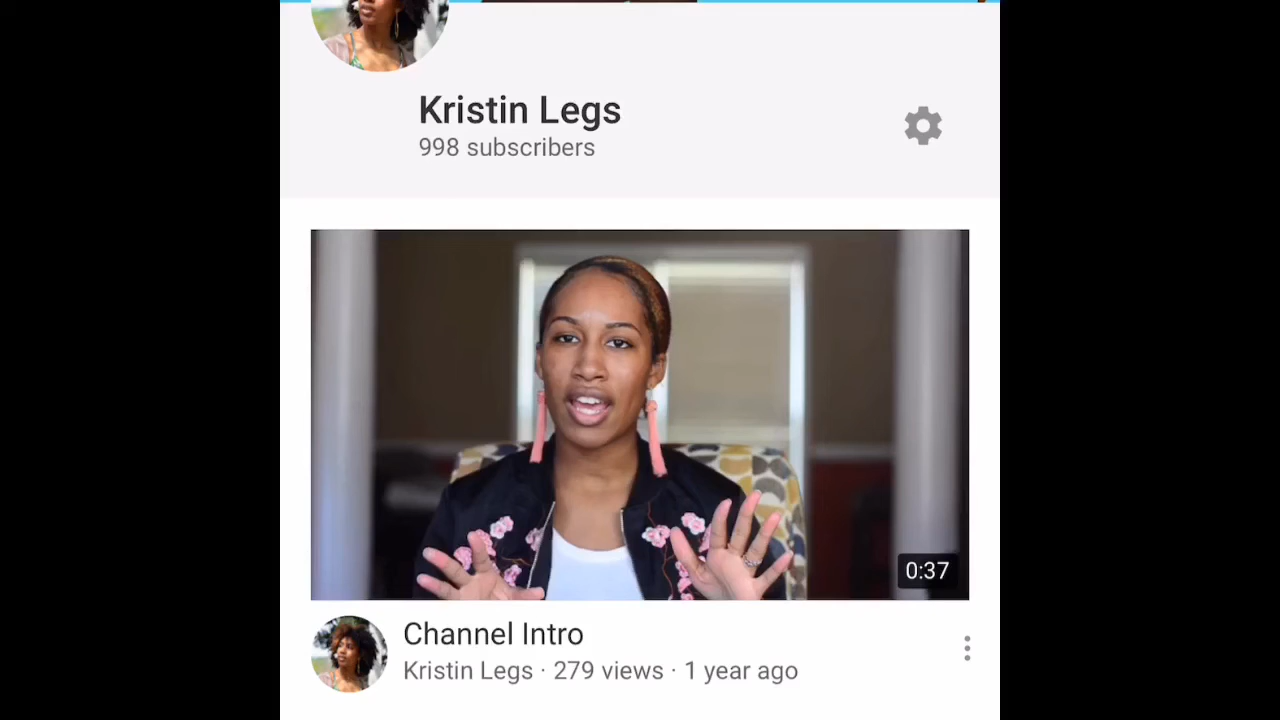 Kristin Legs
998 subscribers
0:37
Channel Intro
Kristin Legs · 279 views · 1 year ago